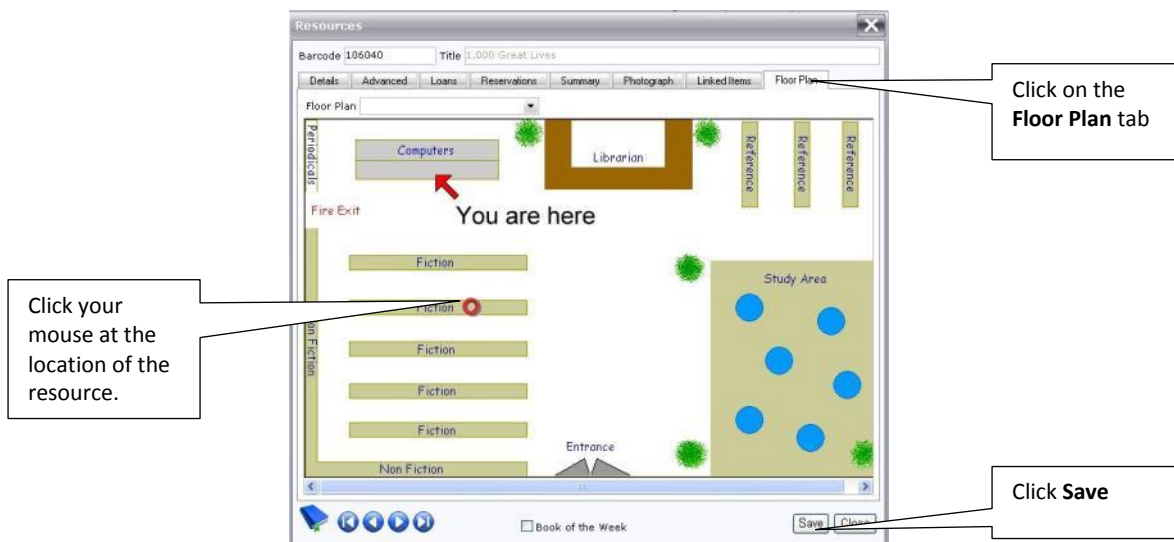 Resources
Barcode 106040 Title 1,000 Great Lives
Details Advanced Loans Reservations Summary Photograph Linked Items Floor Plan
Floor Plan
Click on the
Floor Plan tab
Periodicals
Computers
Librarian
Reference
Reference
Reference
Fire Exit
You are here
Fiction
Study Area
Click your
mouse at the
location of the
resource.
Fiction
Fiction
Fiction
Fiction
Entrance
Non Fiction
Click Save
Book of the Week
Save Close